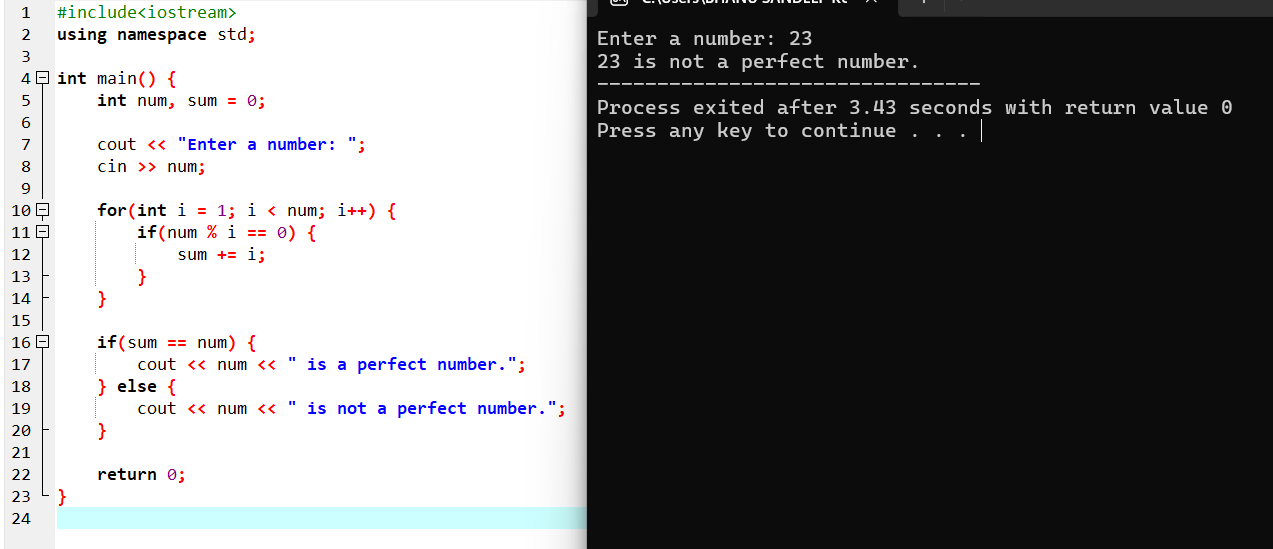 1 #include<iostream>
2 using namespace std;
3
4 int main() {
5     int num, sum = 0;
6
7     cout << "Enter a number: ";
8     cin >> num;
9
10     for(int i = 1; i < num; i++) {
11         if(num % i == 0) {
12             sum += i;
13         }
14     }
15
16     if(sum == num) {
17         cout << num << " is a perfect number.";
18     } else {
19         cout << num << " is not a perfect number.";
20     }
21
22     return 0;
23 }
24
Enter a number: 23
23 is not a perfect number.
--------------------------------
Process exited after 3.43 seconds with return value 0
Press any key to continue . . .